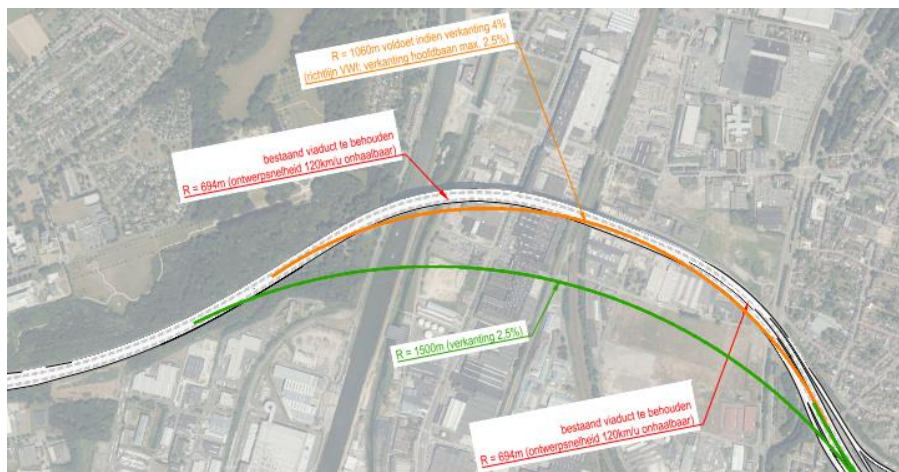 R = 1060m voldoet indien verkanting 4%
(richtlijn VWI: verkanting hoofdbaan max. 2,5%)
bestaand viaduct te behouden
R = 694m (ontwerpsnelheid 120km/u onhaalbaar)
R = 1500m (verkanting 2,5%)
bestaand viaduct te behouden
R = 694m (ontwerpsnelheid 120km/u onhaalbaar)